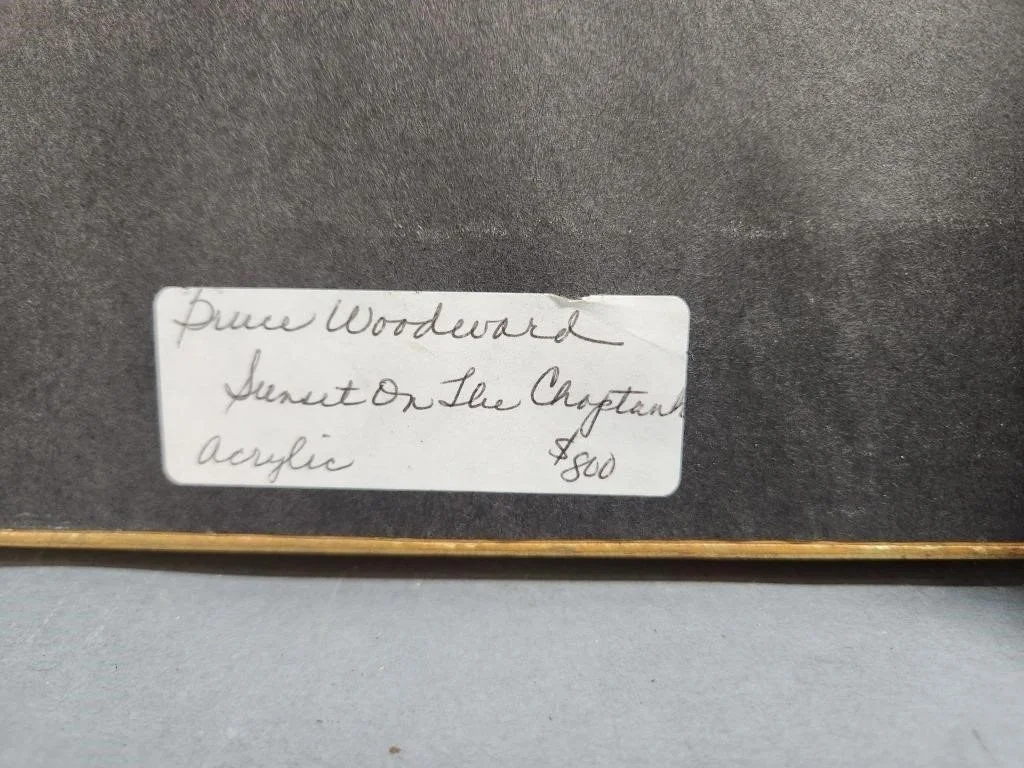 Bruce Woodward
Sunset On The Choptank
Acrylic $800